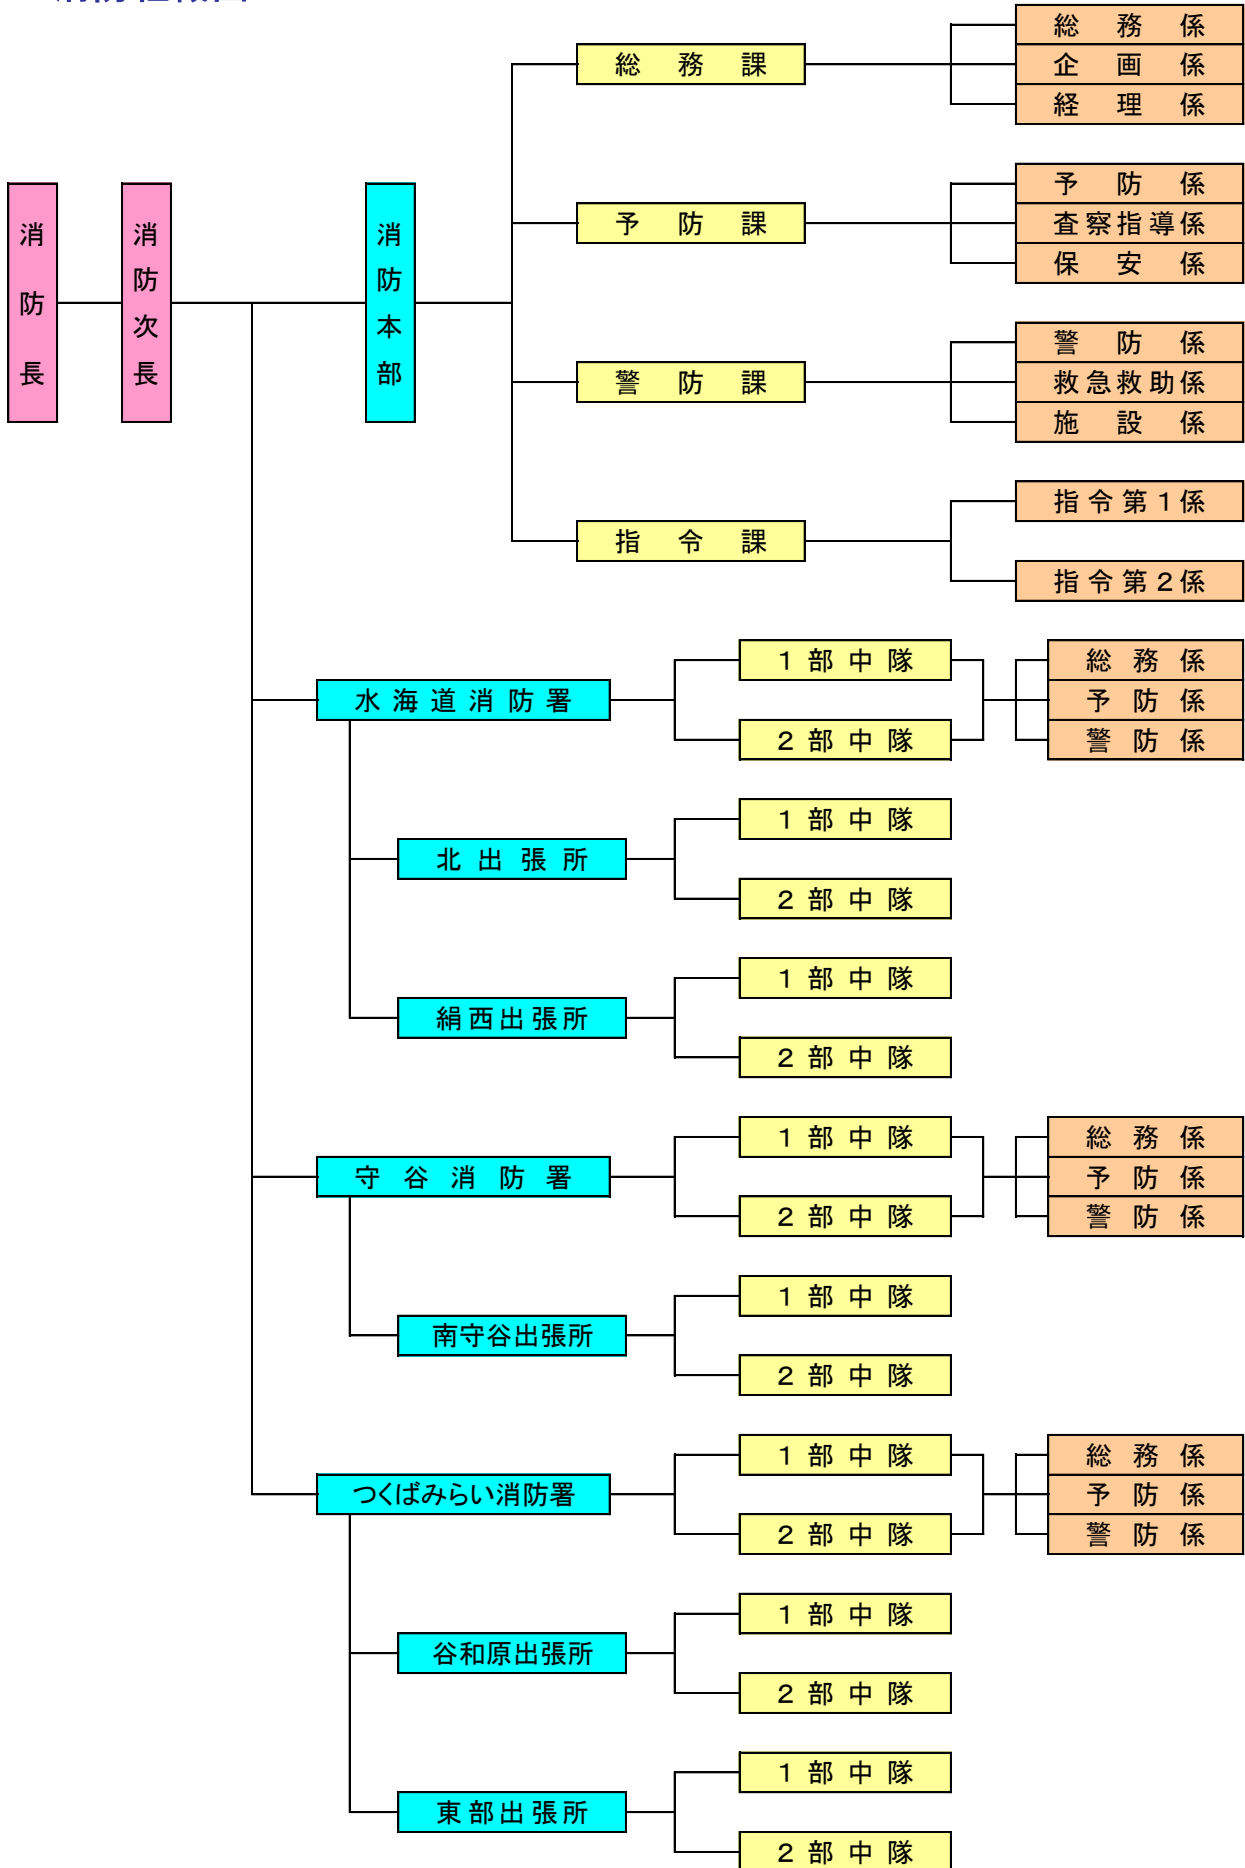 総務課
総務係
企画係
経理係
消防長
消防次長
消防本部
予防課
予防係
査察指導係
保安係
警防課
警防係
救急救助係
施設係
指令課
指令第1係
指令第2係
水海道消防署
1部中隊
2部中隊
総務係
予防係
警防係
北出張所
1部中隊
2部中隊
絹西出張所
1部中隊
2部中隊
守谷消防署
1部中隊
2部中隊
総務係
予防係
警防係
南守谷出張所
1部中隊
2部中隊
つくばみらい消防署
1部中隊
2部中隊
総務係
予防係
警防係
谷和原出張所
1部中隊
2部中隊
東部出張所
1部中隊
2部中隊